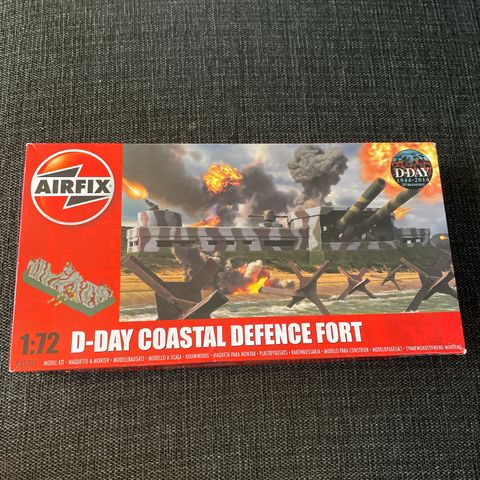 AIRFIX
D-DAY
1944-2014
1:72 D-DAY COASTAL DEFENCE FORT
MODEL KIT • MAQUETTE A MONTER • MODELLBAUSATZ • MODELLO A SCALA • BOUWMODEL • MAQUETA PARA MONTAR • PLASTBYGGSATS • RAKENNUSSARJA • MODELO PARA CONSTRUIR • MODELBYGGESÆT